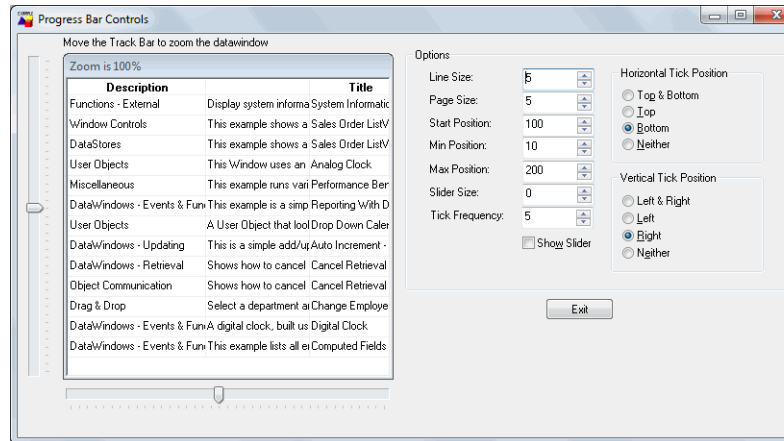 Progress Bar Controls
Move the Track Bar to zoom the datawindow
Zoom is 100%
Description Title
Functions - External Display system informa System Informatic
Window Controls This example shows a Sales Order ListV
DataStores This example shows a Sales Order ListV
User Objects This Window uses an Analog Clock
Miscellaneous This example runs vari Performance Ber
DataWindows - Events & Fun This example is a simp Reporting With D
User Objects A User Object that lool Drop Down Caler
DataWindows - Updating This is a simple add/up Auto Increment -
DataWindows - Retrieval Shows how to cancel Cancel Retrieval
Object Communication Shows how to cancel Cancel Retrieval
Drag & Drop Select a department ar Change Employe
DataWindows - Events & Fun A digital clock, built us Digital Clock
DataWindows - Events & Fun This example lists all er Computed Fields
Options
Line Size: 5
Page Size: 5
Start Position: 100
Min Position: 10
Max Position: 200
Slider Size: 0
Tick Frequency: 5
Show Slider
Horizontal Tick Position
Top & Bottom
Top
Bottom
Neither
Vertical Tick Position
Left & Right
Left
Right
Neither
Exit